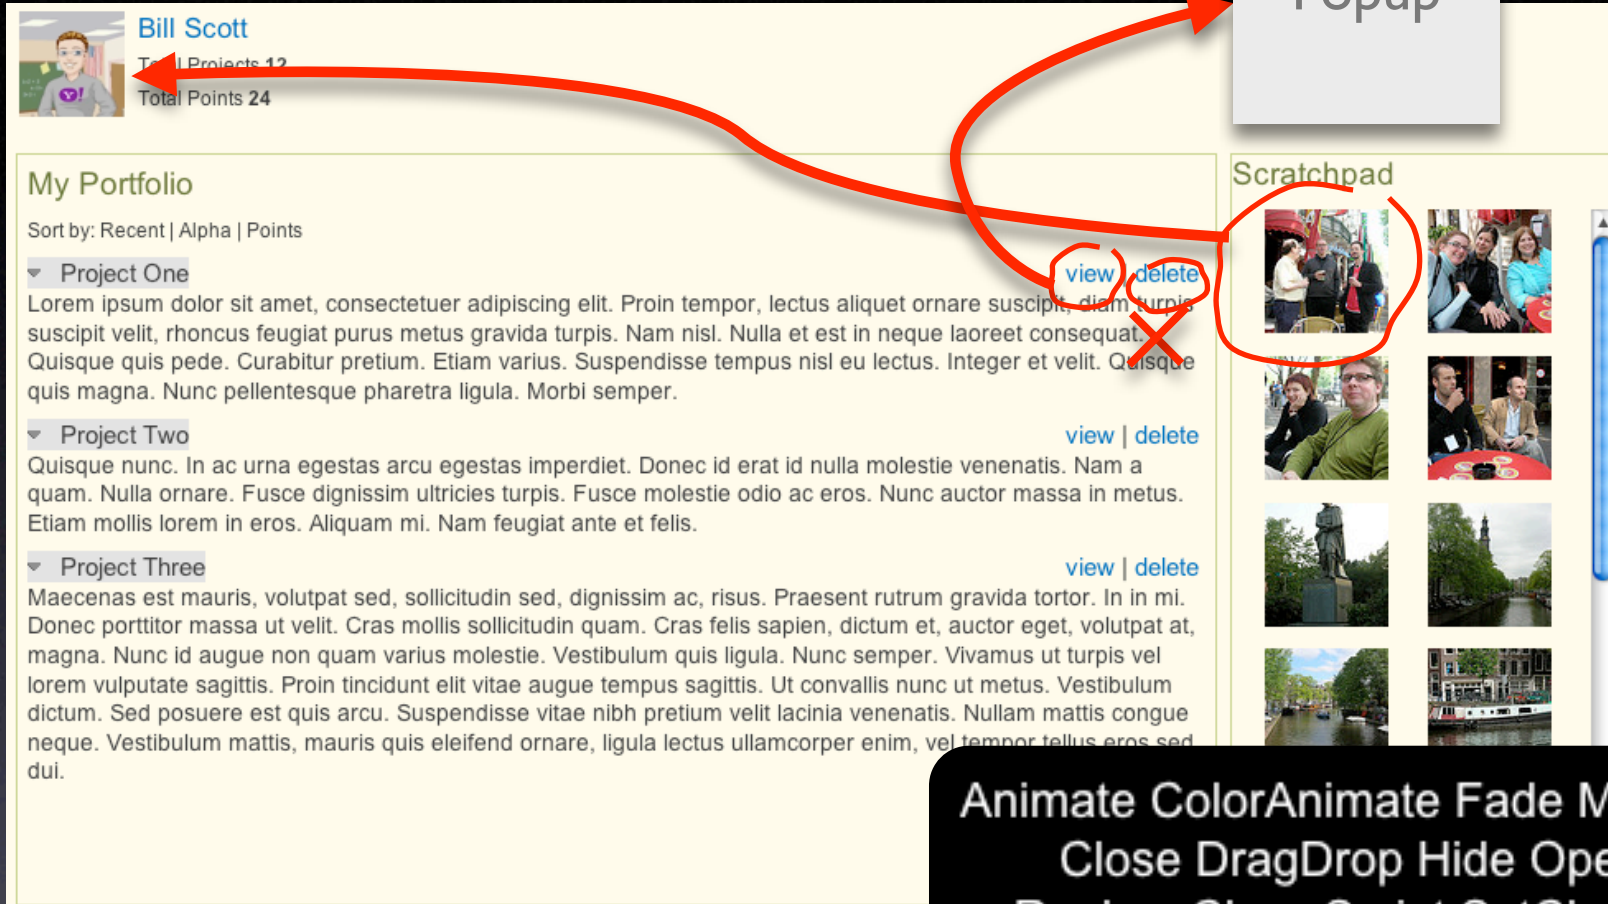 Popup
Bill Scott
Total Projects 12
Total Points 24
Y!
My Portfolio
Scratchpad
Sort by: Recent | Alpha | Points
Project One view | delete
Lorem ipsum dolor sit amet, consectetuer adipiscing elit. Proin tempor, lectus aliquet ornare suscipit, diam turpis
suscipit velit, rhoncus feugiat purus metus gravida turpis. Nam nisl. Nulla et est in neque laoreet consequat.
Quisque quis pede. Curabitur pretium. Etiam varius. Suspendisse tempus nisl eu lectus. Integer et velit. Quisque
quis magna. Nunc pellentesque pharetra ligula. Morbi semper.
Project Two view | delete
Quisque nunc. In ac urna egestas arcu egestas imperdiet. Donec id erat id nulla molestie venenatis. Nam a
quam. Nulla ornare. Fusce dignissim ultricies turpis. Fusce molestie odio ac eros. Nunc auctor massa in metus.
Etiam mollis lorem in eros. Aliquam mi. Nam feugiat ante et felis.
Project Three view | delete
Maecenas est mauris, volutpat sed, sollicitudin sed, dignissim ac, risus. Praesent rutrum gravida tortor. In in mi.
Donec porttitor massa ut velit. Cras mollis sollicitudin quam. Cras felis sapien, dictum et, auctor eget, volutpat at,
magna. Nunc id augue non quam varius molestie. Vestibulum quis ligula. Nunc semper. Vivamus ut turpis vel
lorem vulputate sagittis. Proin tincidunt elit vitae augue tempus sagittis. Ut convallis nunc ut metus. Vestibulum
dictum. Sed posuere est quis arcu. Suspendisse vitae nibh pretium velit lacinia venenatis. Nullam mattis congue
neque. Vestibulum mattis, mauris quis eleifend ornare, ligula lectus ullamcorper enim, vel tempor tellus eros sed
dui.
Animate ColorAnimate Fade M
Close DragDrop Hide Ope